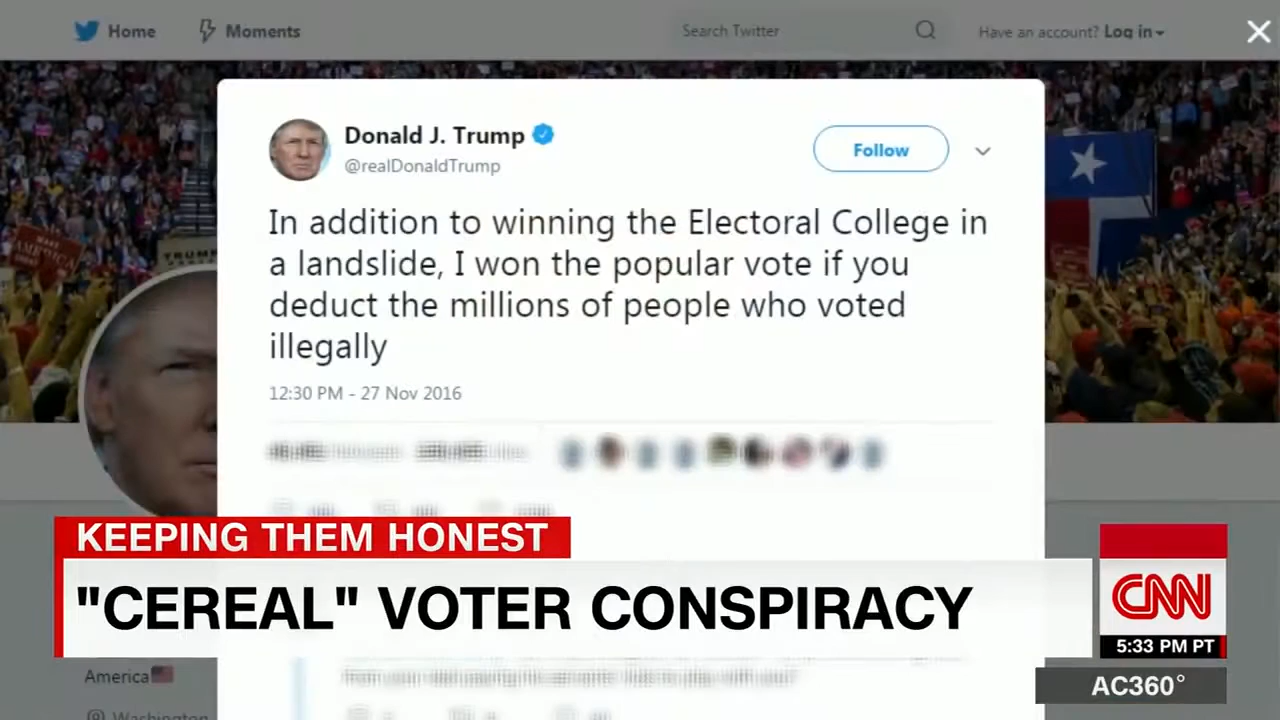 Home Moments Search Twitter Have an account? Log in
Donald J. Trump
@realDonaldTrump
Follow
In addition to winning the Electoral College in
a landslide, I won the popular vote if you
deduct the millions of people who voted
illegally
12:30 PM - 27 Nov 2016
TRUMP
KEEPING THEM HONEST
"CEREAL" VOTER CONSPIRACY
CNN
5:33 PM PT
AC360°
America
Washington